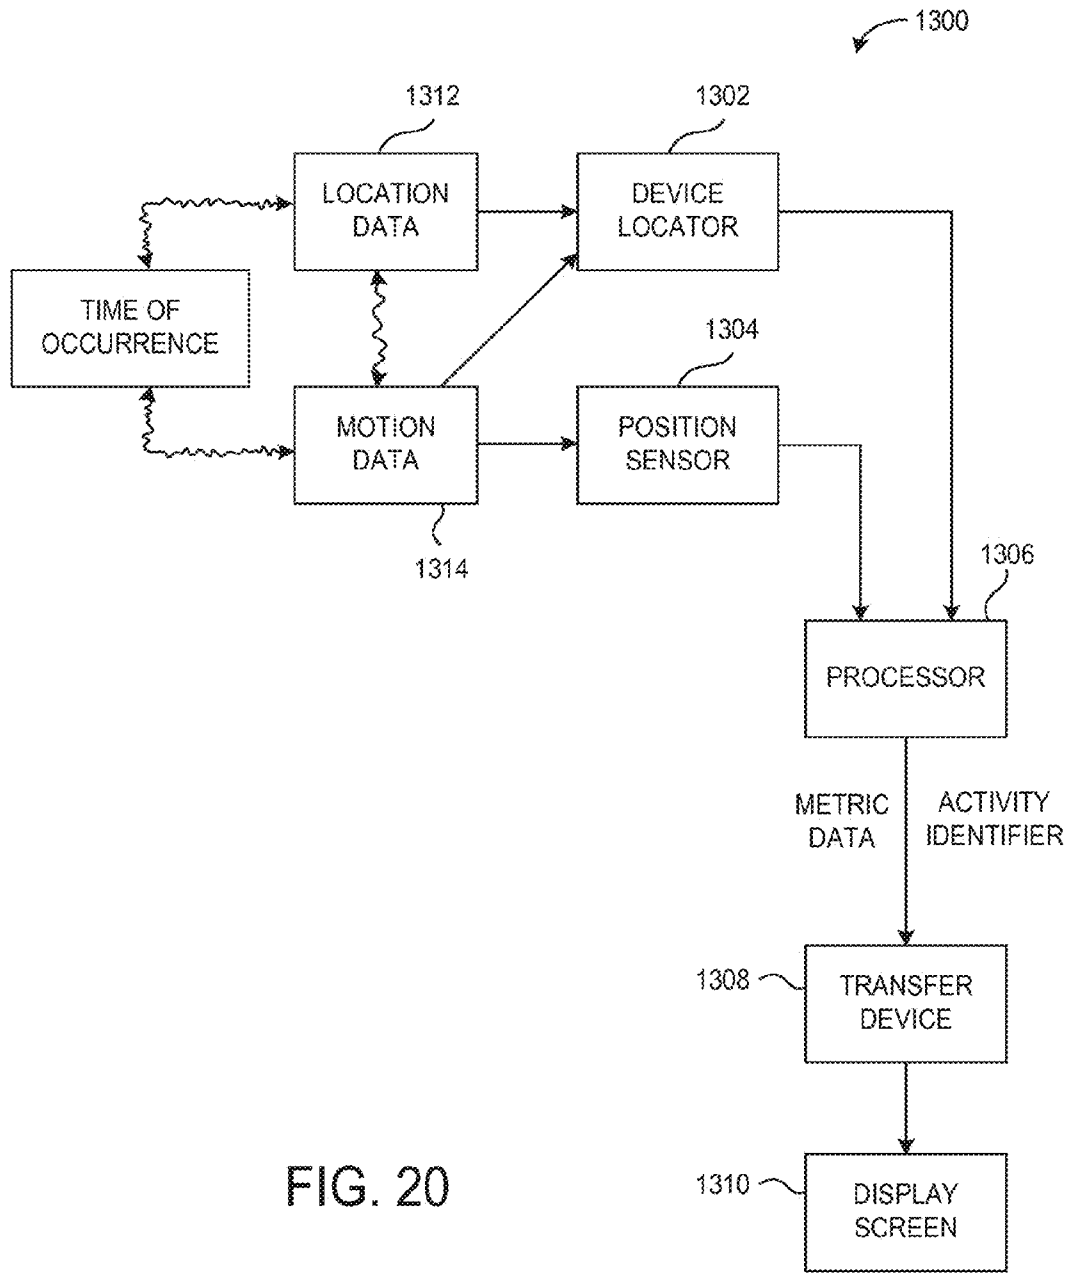 1300
1312
1302
LOCATION
DATA
DEVICE
LOCATOR
TIME OF
OCCURRENCE
1304
MOTION
DATA
POSITION
SENSOR
1314
1306
PROCESSOR
METRIC
DATA
ACTIVITY
IDENTIFIER
1308
TRANSFER
DEVICE
1310
DISPLAY
SCREEN
FIG. 20